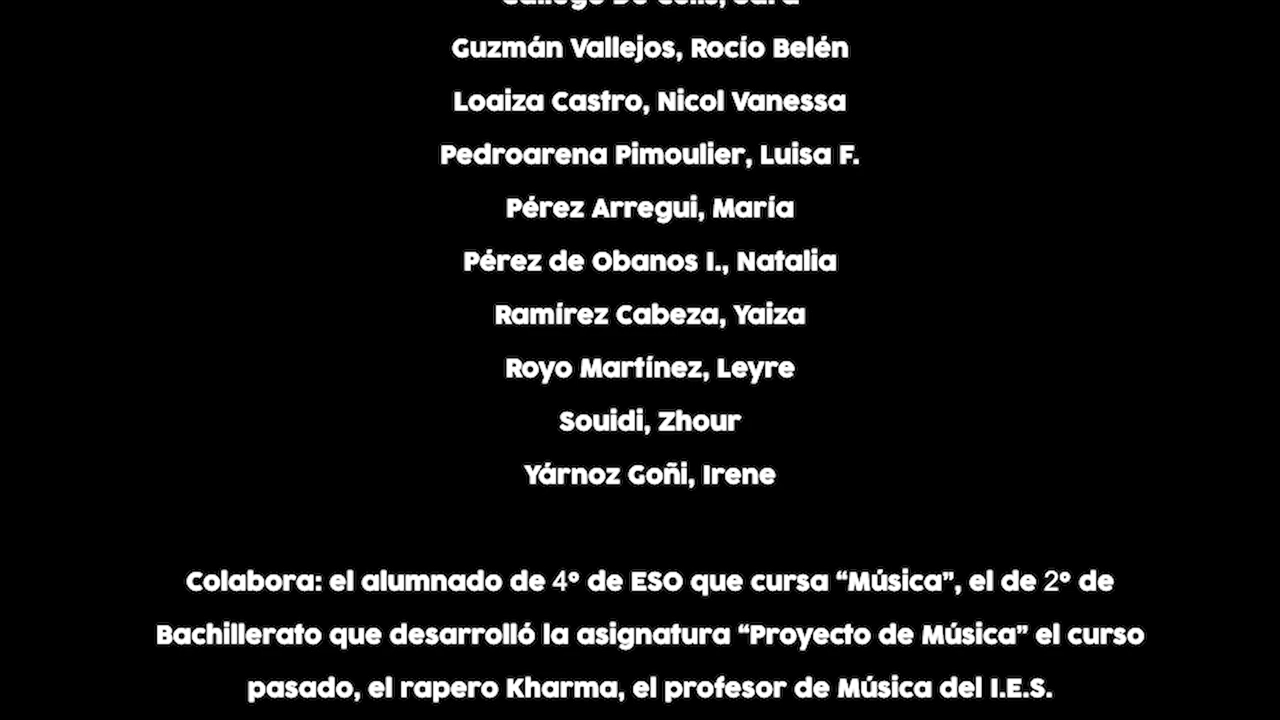 Guzmán Vallejos, Rocío Belén
Loaiza Castro, Nicol Vanessa
Pedroarena Pimoulier, Luisa F.
Pérez Arregui, María
Pérez de Obanos I., Natalia
Ramírez Cabeza, Yaiza
Royo Martínez, Leyre
Souidi, Zhour
Yárnoz Goñi, Irene
Colabora: el alumnado de 4º de ESO que cursa “Música”, el de 2º de
Bachillerato que desarrolló la asignatura “Proyecto de Música” el curso
pasado, el rapero Kharma, el profesor de Música del I.E.S.